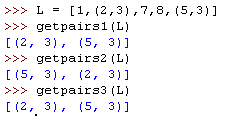 >>> L = [1,(2,3),7,8,(5,3)]
>>> getpairs1(L)
[(2, 3), (5, 3)]
>>> getpairs2(L)
[(5, 3), (2, 3)]
>>> getpairs3(L)
[(2, 3), (5, 3)]